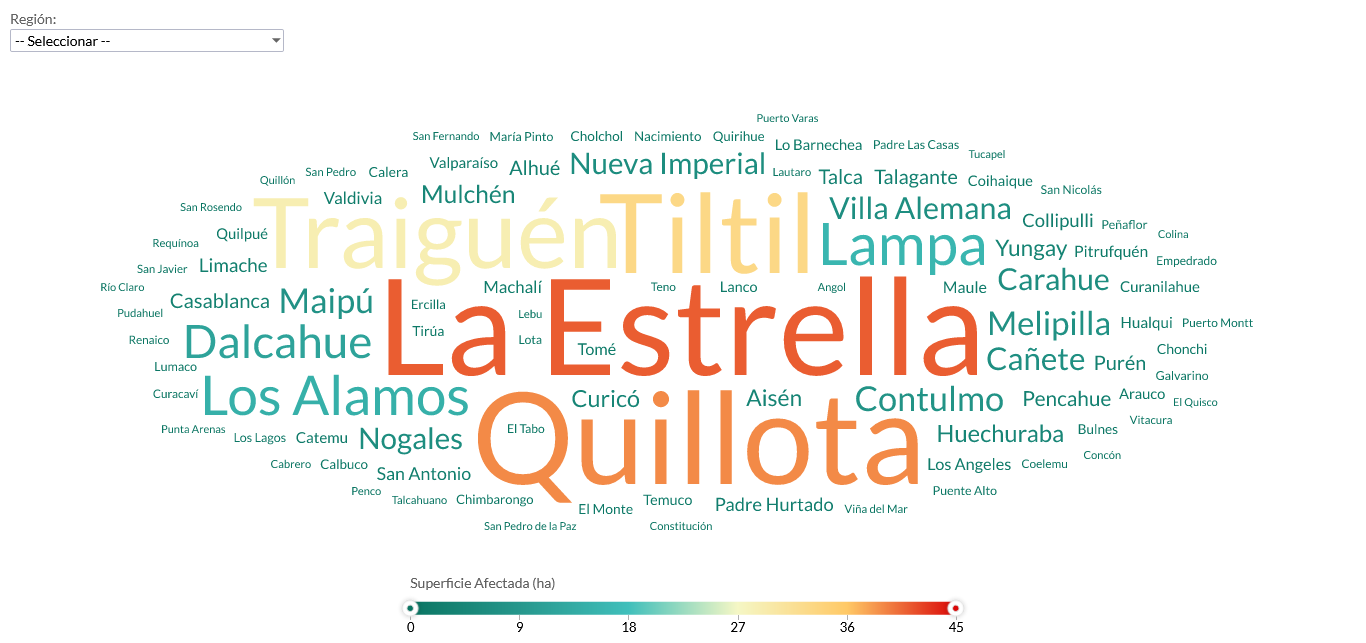 Región:
-- Seleccionar --
Puerto Varas
San Fernando María Pinto Cholchol Nacimiento Quirihue
Lo Barnechea Padre Las Casas
Tucapel
Valparaíso Alhué Nueva Imperial
Quillón San Pedro Calera
Lautaro Talca Talagante Coihaique
San Nicolás
Valdivia Mulchén
San Rosendo
Traiguén Tiltil
Villa Alemana Collipulli Peñaflor
Colina
Requínoa Quilpué
Lampa Yungay Pitrufquén
Empedrado
San Javier Limache
Río Claro
Machalí Teno Lanco Angol Maule Carahue Curanilahue
Pudahuel Casablanca Maipú Ercilla
Lebu
La Estrella
Melipilla Hualqui Puerto Montt
Renaico Dalcahue Tirúa Lota
Tomé
Chonchi
Lumaco
Cañete Purén
Galvarino
Curacaví Los Alamos
Curicó Aisén Contulmo Pencahue Arauco El Quisco
Quillota
Vitacura
Punta Arenas Los Lagos Catemu Nogales El Tabo
Huechuraba Bulnes
Concón
Cabrero Calbuco San Antonio
Los Angeles Coelemu
Penco Talcahuano Chimbarongo
Puente Alto
El Monte Temuco Padre Hurtado Viña del Mar
San Pedro de la Paz Constitución
Superficie Afectada (ha)
0 9 18 27 36 45